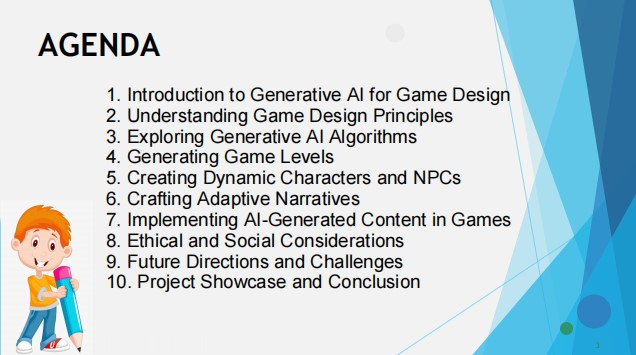 AGENDA
1. Introduction to Generative AI for Game Design
2. Understanding Game Design Principles
3. Exploring Generative AI Algorithms
4. Generating Game Levels
5. Creating Dynamic Characters and NPCs
6. Crafting Adaptive Narratives
7. Implementing AI-Generated Content in Games
8. Ethical and Social Considerations
9. Future Directions and Challenges
10. Project Showcase and Conclusion